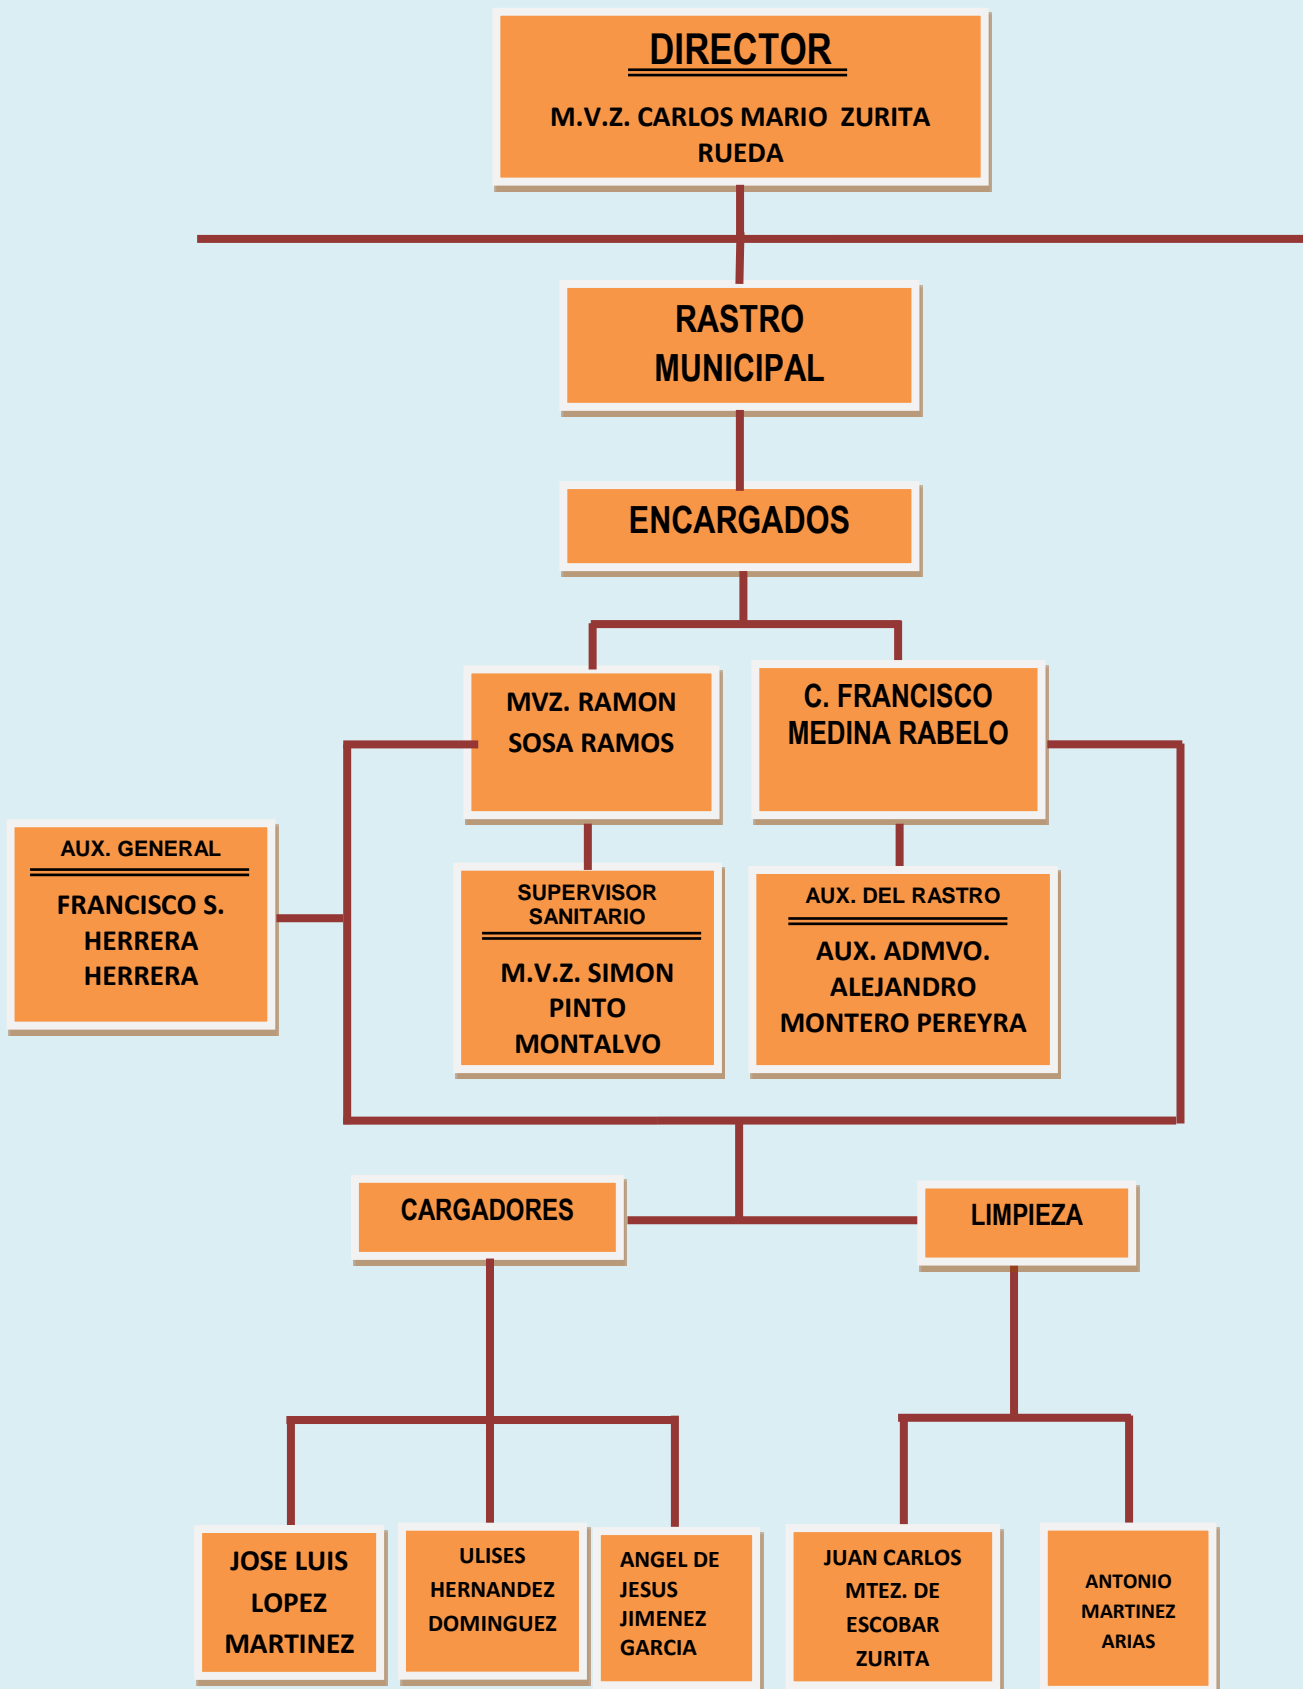 DIRECTOR
M.V.Z. CARLOS MARIO ZURITA
RUEDA
RASTRO
MUNICIPAL
ENCARGADOS
MVZ. RAMON
SOSA RAMOS
C. FRANCISCO
MEDINA RABELO
AUX. GENERAL
FRANCISCO S.
HERRERA
HERRERA
SUPERVISOR
SANITARIO
M.V.Z. SIMON
PINTO
MONTALVO
AUX. DEL RASTRO
AUX. ADMVO.
ALEJANDRO
MONTERO PEREYRA
CARGADORES
LIMPIEZA
JOSE LUIS
LOPEZ
MARTINEZ
ULISES
HERNANDEZ
DOMINGUEZ
ANGEL DE
JESUS
JIMENEZ
GARCIA
JUAN CARLOS
MTEZ. DE
ESCOBAR
ZURITA
ANTONIO
MARTINEZ
ARIAS